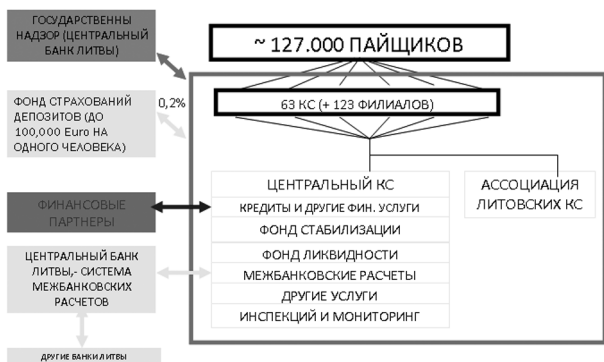 ГОСУДАРСТВЕННЫ
НАДЗОР (ЦЕНТРАЛЬНЫЙ
БАНК ЛИТВЫ)
~ 127.000 ПАЙЩИКОВ
ФОНД СТРАХОВАНИЙ
ДЕПОЗИТОВ (ДО
100,000 Euro НА
ОДНОГО ЧЕЛОВЕКА)
0,2%
63 КС (+ 123 ФИЛИАЛОВ)
ФИНАНСОВЫЕ
ПАРТНЕРЫ
ЦЕНТРАЛЬНЫЙ КС
КРЕДИТЫ И ДРУГИЕ ФИН. УСЛУГИ
ФОНД СТАБИЛИЗАЦИИ
ФОНД ЛИКВИДНОСТИ
МЕЖБАНКОВСКИЕ РАСЧЕТЫ
ДРУГИЕ УСЛУГИ
ИНСПЕКЦИЙ И МОНИТОРИНГ
АССОЦИАЦИЯ
ЛИТОВСКИХ КС
ЦЕНТРАЛЬНЫЙ БАНК
ЛИТВЫ,- СИСТЕМА
МЕЖБАНКОВСКИХ
РАСЧЕТОВ
ДРУГИЕ БАНКИ ЛИТВЫ